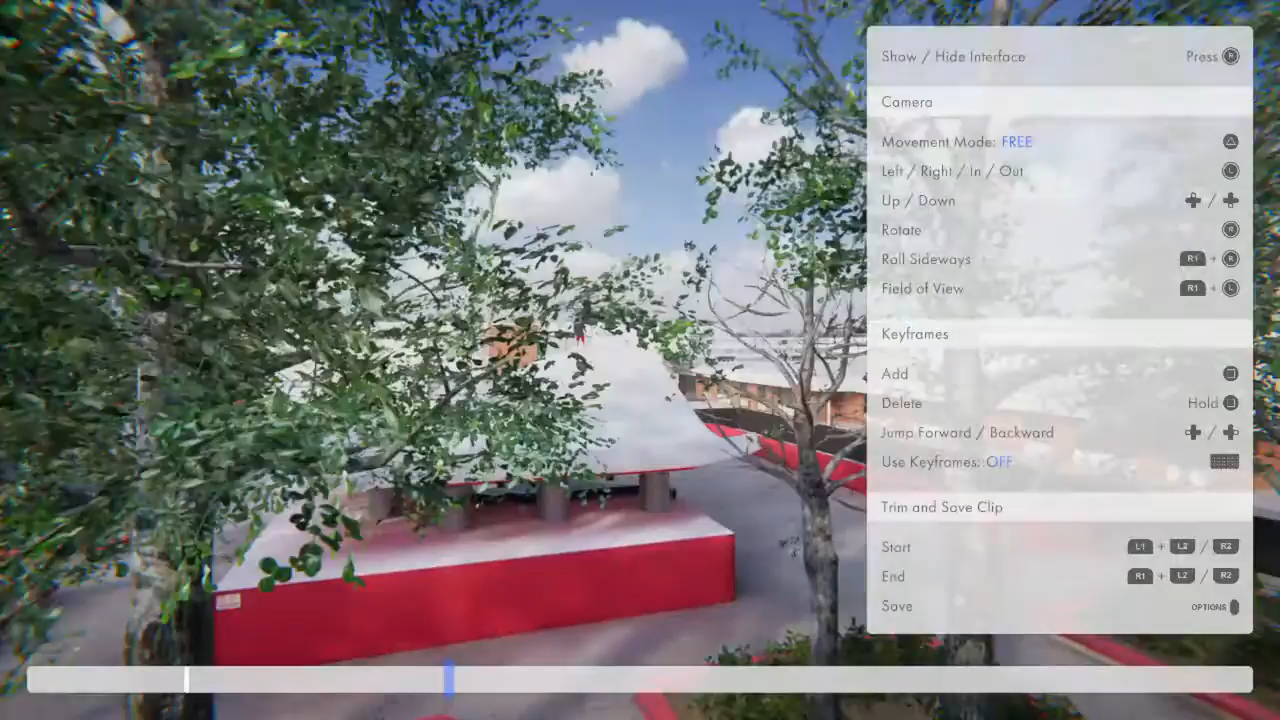 Show / Hide Interface Press R
Camera
Movement Mode: FREE
Left / Right / In / Out L
Up / Down /
Rotate R
Roll Sideways R1 + R
Field of View R1 + L
Keyframes
Add
Delete Hold
Jump Forward / Backward /
Use Keyframes: OFF
Trim and Save Clip
Start L1 + L2 / R2
End R1 + L2 / R2
Save OPTIONS